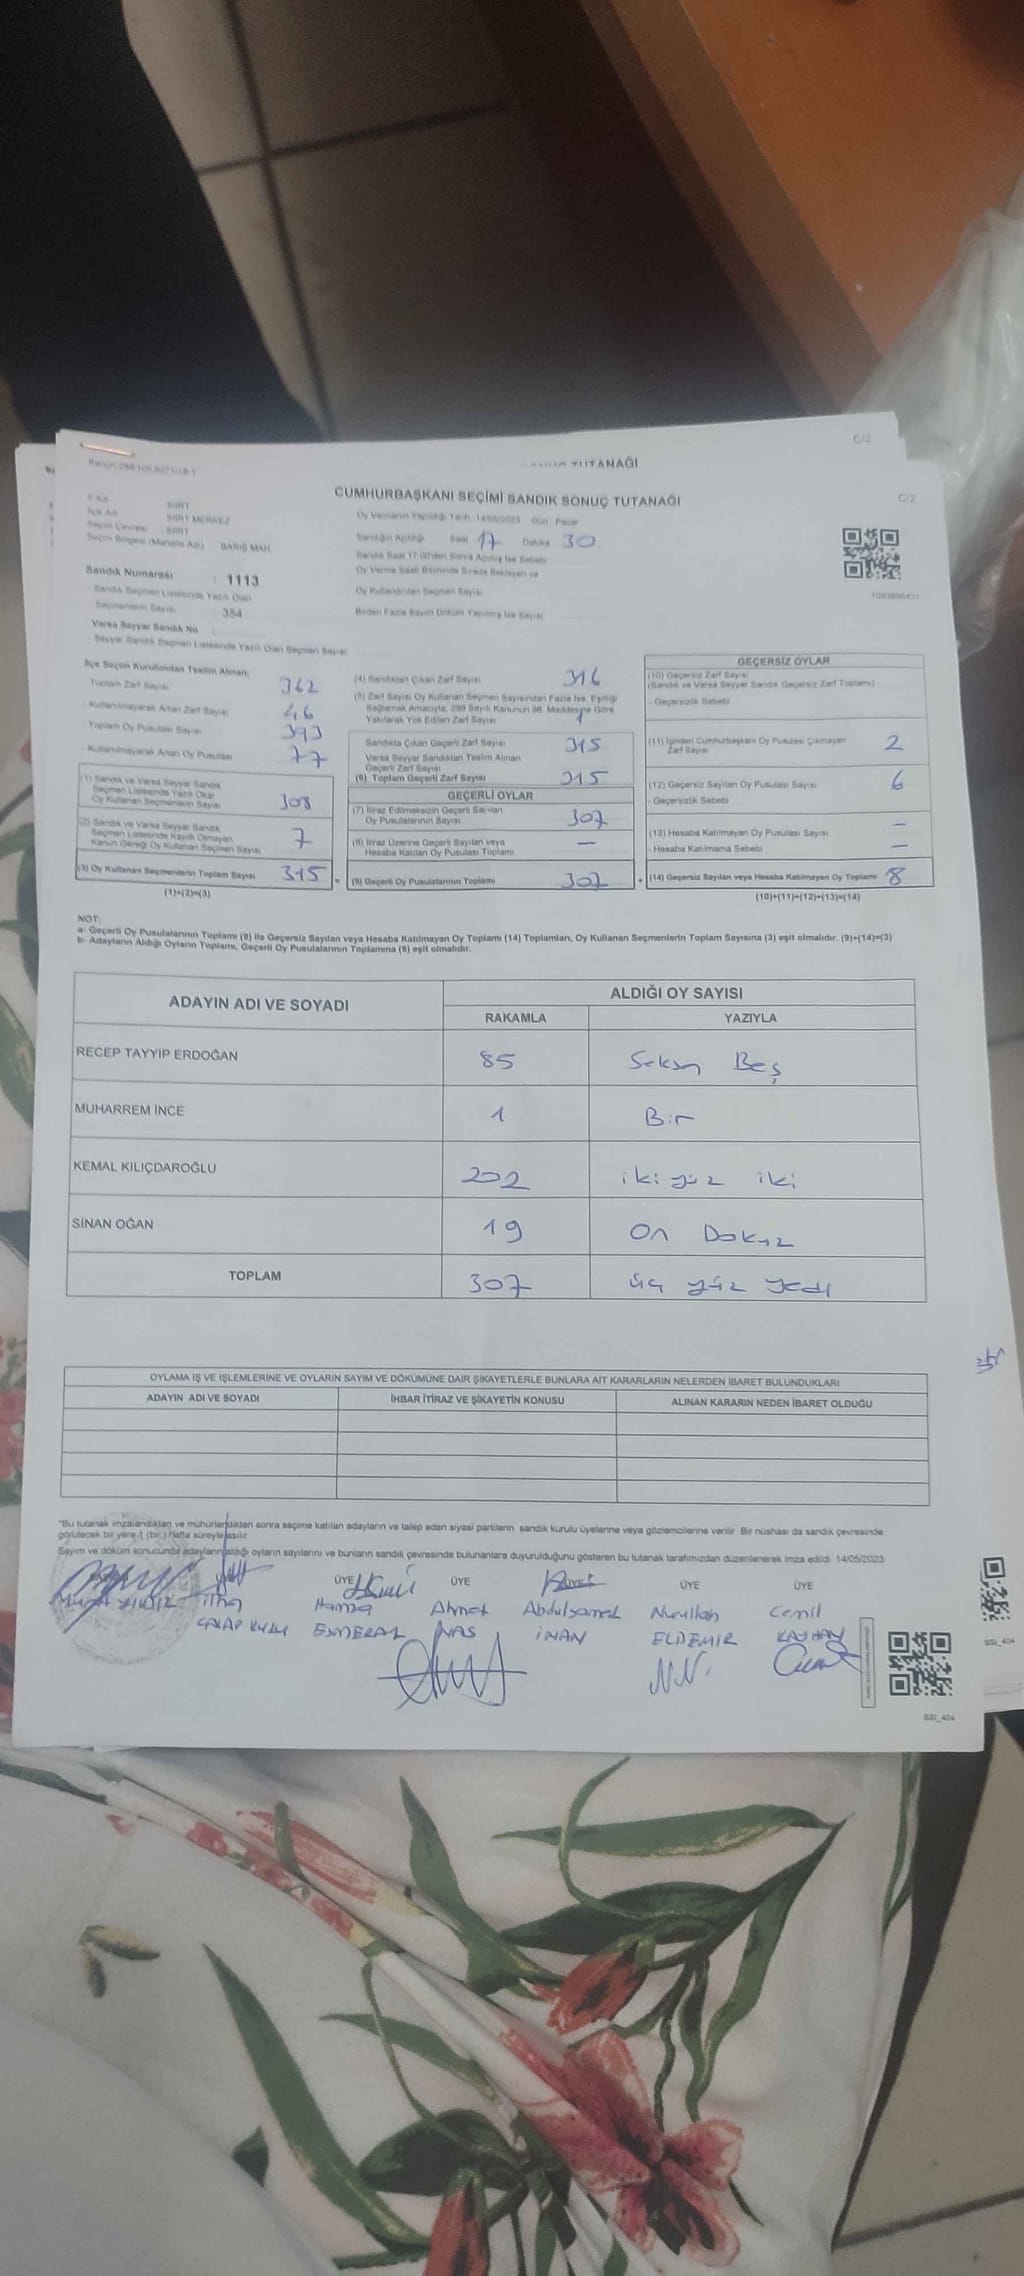 C/2
Kanun 298/105,6271/18-1
TUTANAĞI
C/2
CUMHURBAŞKANI SEÇİMİ SANDIK SONUÇ TUTANAĞI
İl Adı : SİİRT
İlçe Adı : SİİRT MERKEZ
Seçim Çevresi : SİİRT
Seçim Bölgesi (Mahalle Adı) : BARIŞ MAH.
Sandık Numarası : 1113
Sandık Seçmen Listesinde Yazılı Olan
Seçmenlerin Sayısı : 354
Varsa Seyyar Sandık No :
Seyyar Sandık Seçmen Listesinde Yazılı Olan Seçmen Sayısı :
Oy Vermenin Yapıldığı Tarih :14/05/2023 Gün : Pazar
Sandığın Açıldığı Saat 17 Dakika 30
Sandık Saat 17.00'den Sonra Açılmış İse Sebebi
Oy Verme Saati Bitiminde Sırada Bekleyen ve
Oy Kullandırılan Seçmen Sayısı
Birden Fazla Sayım Döküm Yapılmış İse Sayısı
İlçe Seçim Kurulundan Teslim Alınan;
- Toplam Zarf Sayısı 362
- Kullanılmayarak Artan Zarf Sayısı 46
- Toplam Oy Pusulası Sayısı 393
- Kullanılmayarak Artan Oy Pusulası 77
(1) Sandık ve Varsa Seyyar Sandık
Seçmen Listesinde Yazılı Olup
Oy Kullanan Seçmenlerin Sayısı 308
(2) Sandık ve Varsa Seyyar Sandık
Seçmen Listesinde Kayıtlı Olmayan
Kanun Gereği Oy Kullanan Seçmen Sayısı 7
(3) Oy Kullanan Seçmenlerin Toplam Sayısı 315
(1)+(2)=(3)
(4) Sandıktan Çıkan Zarf Sayısı 316
(5) Zarf Sayısı Oy Kullanan Seçmen Sayısından Fazla İse, Eşitliği
Sağlamak Amacıyla, 298 Sayılı Kanunun 98. Maddesine Göre
Yakılarak Yok Edilen Zarf Sayısı 1
Sandıkta Çıkan Geçerli Zarf Sayısı 315
Varsa Seyyar Sandıktan Teslim Alınan
Geçerli Zarf Sayısı
(6) Toplam Geçerli Zarf Sayısı 315
GEÇERLİ OYLAR
(7) İtiraz Edilmeksizin Geçerli Sayılan
Oy Pusulalarının Sayısı 307
(8) İtiraz Üzerine Geçerli Sayılan veya
Hesaba Katılan Oy Pusulası Toplamı —
= (9) Geçerli Oy Pusulalarının Toplamı 307 +
GEÇERSİZ OYLAR
(10) Geçersiz Zarf Sayısı
(Sandık ve Varsa Seyyar Sandık Geçersiz Zarf Toplamı)
- Geçersizlik Sebebi
(11) İçinden Cumhurbaşkanı Oy Pusulası Çıkmayan
Zarf Sayısı 2
(12) Geçersiz Sayılan Oy Pusulası Sayısı 6
- Geçersizlik Sebebi
(13) Hesaba Katılmayan Oy Pusulası Sayısı —
- Hesaba Katılmama Sebebi —
(14) Geçersiz Sayılan veya Hesaba Katılmayan Oy Toplamı 8
(10)+(11)+(12)+(13)=(14)
NOT:
a- Geçerli Oy Pusulalarının Toplamı (9) ile Geçersiz Sayılan veya Hesaba Katılmayan Oy Toplamı (14) Toplamları, Oy Kullanan Seçmenlerin Toplam Sayısına (3) eşit olmalıdır. (9)+(14)=(3)
b- Adayların Aldığı Oyların Toplamı, Geçerli Oy Pusulalarının Toplamına (9) eşit olmalıdır.
ADAYIN ADI VE SOYADI ALDIĞI OY SAYISI
RAKAMLA YAZIYLA
RECEP TAYYİP ERDOĞAN 85 Seksen Beş
MUHARREM İNCE 1 Bir
KEMAL KILIÇDAROĞLU 202 iki yüz iki
SİNAN OĞAN 19 On Dokuz
TOPLAM 307 üç yüz yedi
OYLAMA İŞ VE İŞLEMLERİNE VE OYLARIN SAYIM VE DÖKÜMÜNE DAİR ŞİKAYETLERLE BUNLARA AİT KARARLARIN NELERDEN İBARET BULUNDUKLARI
ADAYIN ADI VE SOYADI İHBAR İTİRAZ VE ŞİKAYETİN KONUSU ALINAN KARARIN NEDEN İBARET OLDUĞU
"Bu tutanak imzalandıktan ve mühürlendikten sonra seçime katılan adayların ve talep eden siyasi partilerin sandık kurulu üyelerine veya gözlemcilerine verilir. Bir nüshası da sandık çevresinde
görülecek bir yere 1 (bir ) hafta süreyle asılır.
Sayım ve döküm sonucunda adayların aldığı oyların sayılarını ve bunların sandık çevresinde bulunanlara duyurulduğunu gösteren bu tutanak tarafımızdan düzenlenerek imza edildi. 14/05/2023
ÜYE ÜYE ÜYE ÜYE ÜYE
YILDIZ Hamza Ahmet Abdulsamet Nurullah Cemil
ESMERAL İNAN ELDEMİR KAYHAN
SSI_404
SSI_404